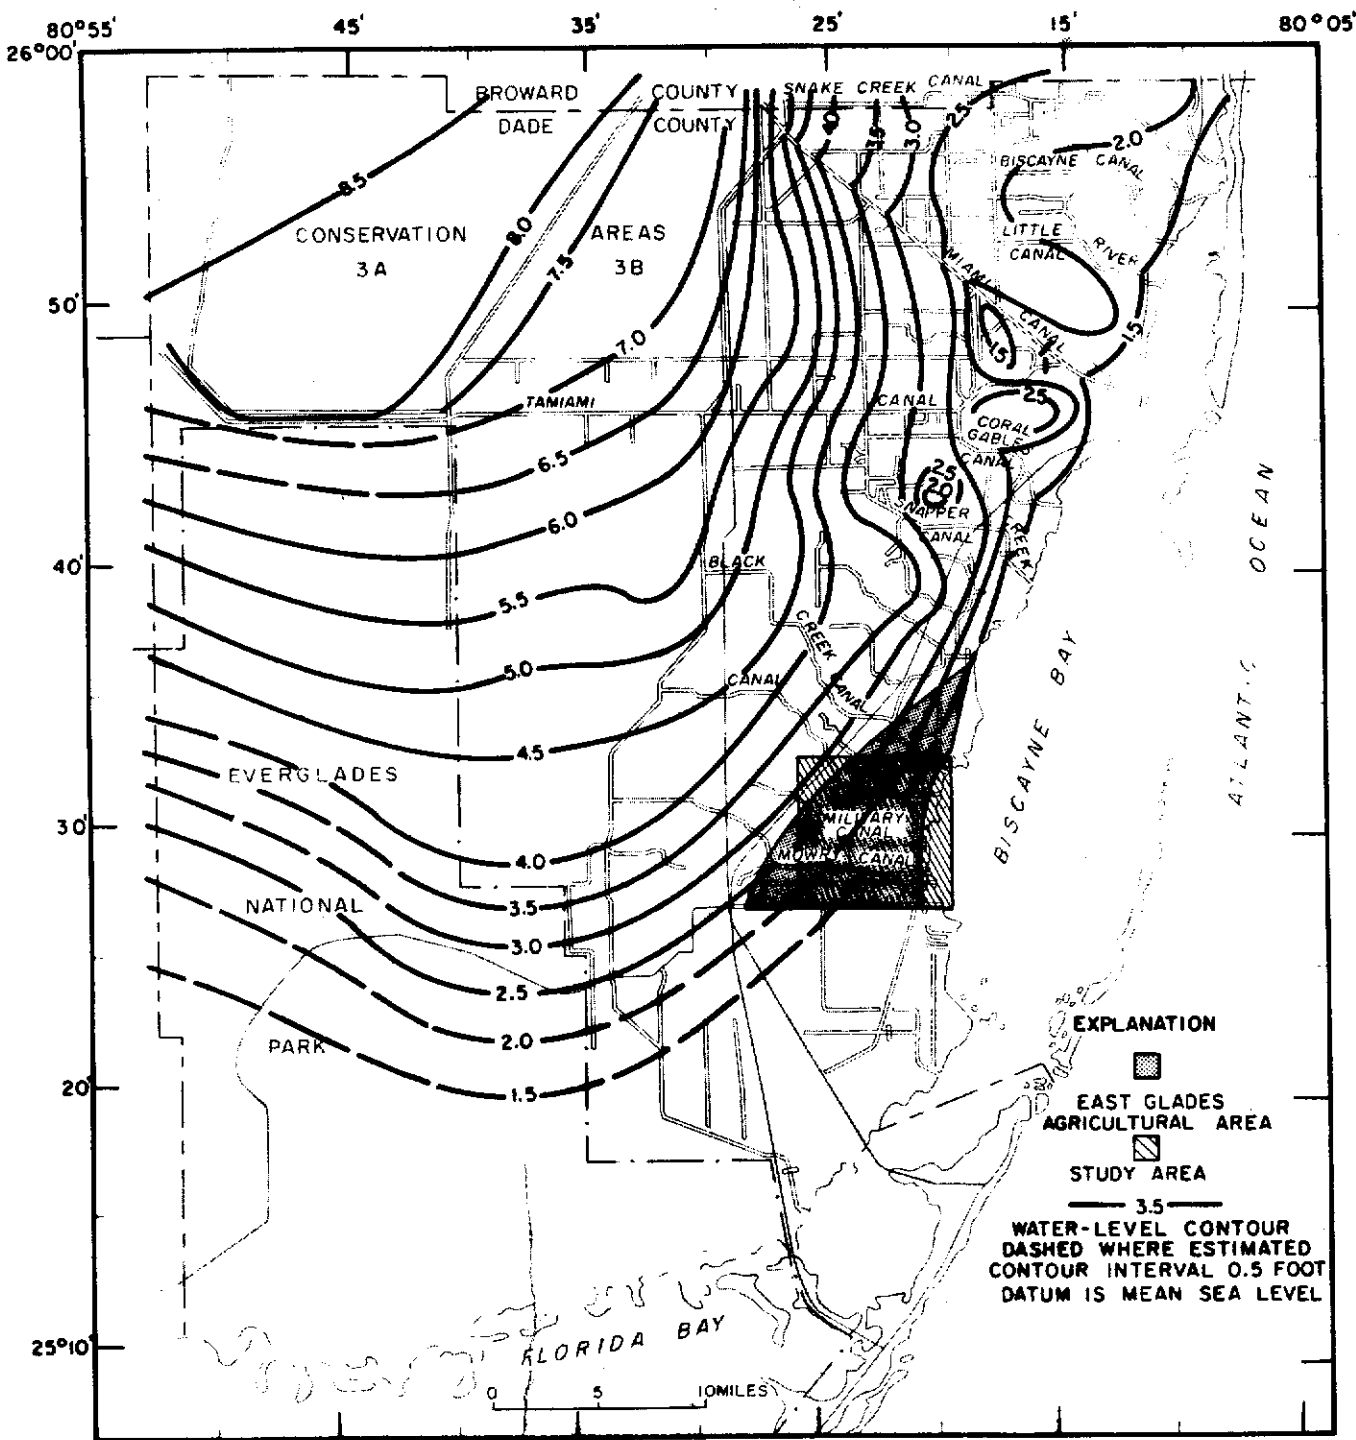 80°55'
45'
35'
25'
15'
80°05'
26°00'
50'
40'
30'
20'
25°10'
BROWARD COUNTY
DADE COUNTY
SNAKE CREEK CANAL
8.5
8.0
7.5
7.0
4.0
3.5
3.0
2.5
2.0
BISCAYNE CANAL
CONSERVATION AREAS
3A 3B
LITTLE RIVER
CANAL
MIAMI CANAL
1.5
1.5
TAMIAMI CANAL
2.5
CORAL
GABLES
CANAL
6.5
6.0
2.5
2.0
SNAPPER CREEK
CANAL
5.5
5.0
BLACK CREEK CANAL
CANAL
4.5
4.0
3.5
3.0
2.5
2.0
1.5
EVERGLADES
NATIONAL
PARK
MILITARY
CANAL
MOWRY CANAL
BISCAYNE BAY
ATLANTIC OCEAN
FLORIDA BAY
0 5 10MILES
EXPLANATION
EAST GLADES
AGRICULTURAL AREA
STUDY AREA
3.5
WATER-LEVEL CONTOUR
DASHED WHERE ESTIMATED
CONTOUR INTERVAL 0.5 FOOT
DATUM IS MEAN SEA LEVEL